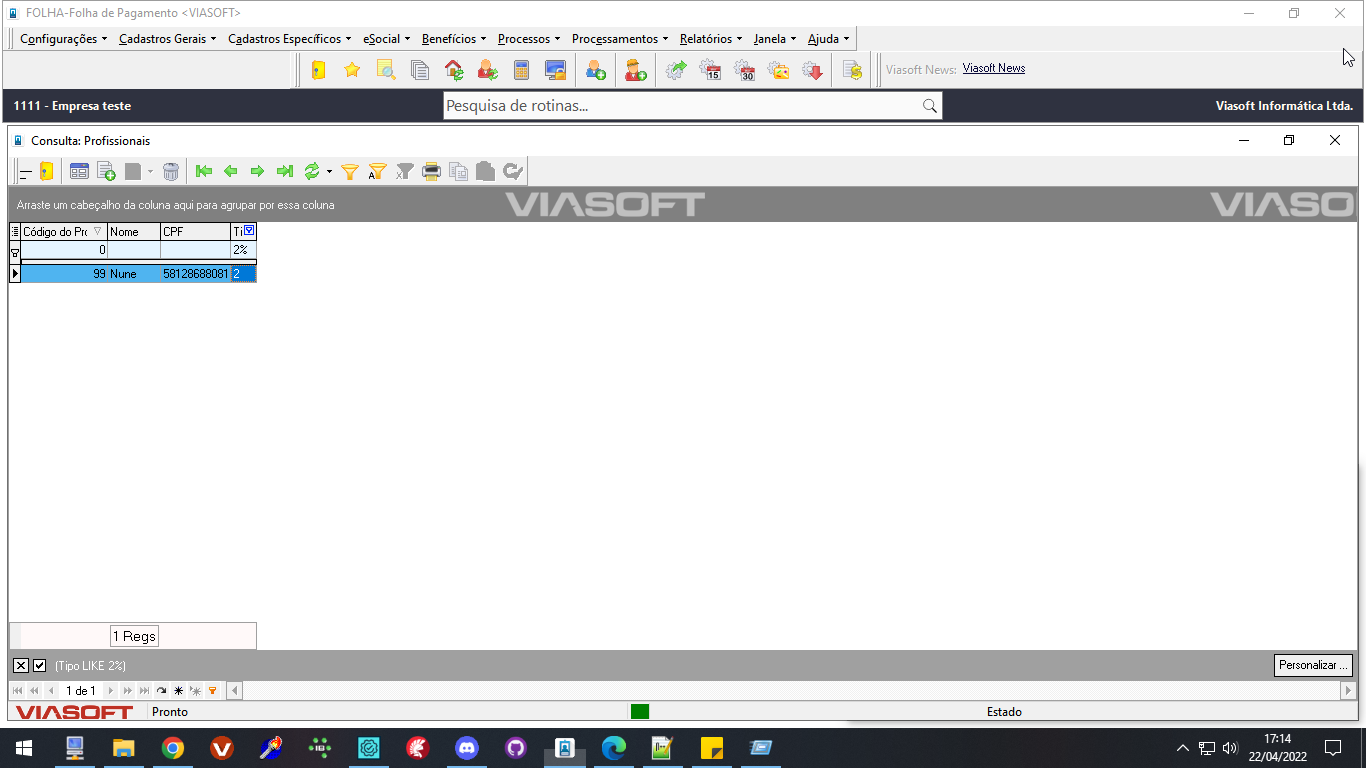 FOLHA-Folha de Pagamento <VIASOFT>
Configurações Cadastros Gerais Cadastros Específicos eSocial Benefícios Processos Processamentos Relatórios Janela Ajuda
15 30 Viasoft News: Viasoft News
1111 - Empresa teste Pesquisa de rotinas... Viasoft Informática Ltda.
Consulta: Profissionais
Arraste um cabeçalho da coluna aqui para agrupar por essa coluna VIASOFT VIASO
Código do Pro Nome CPF Ti
0 2%
99 Nune 58128688081 2
1 Regs
(Tipo LIKE 2%) Personalizar ...
1 de 1
VIASOFT Pronto Estado
17:14
22/04/2022